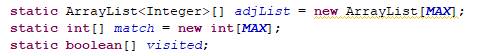 static ArrayList<Integer>[] adjList = new ArrayList[MAX];
static int[] match = new int[MAX];
static boolean[] visited;